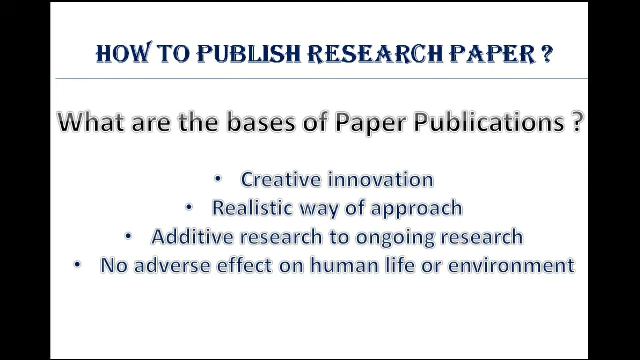 HOW TO PUBLISH RESEARCH PAPER ?
What are the bases of Paper Publications ?
• Creative innovation
• Realistic way of approach
• Additive research to ongoing research
• No adverse effect on human life or environment